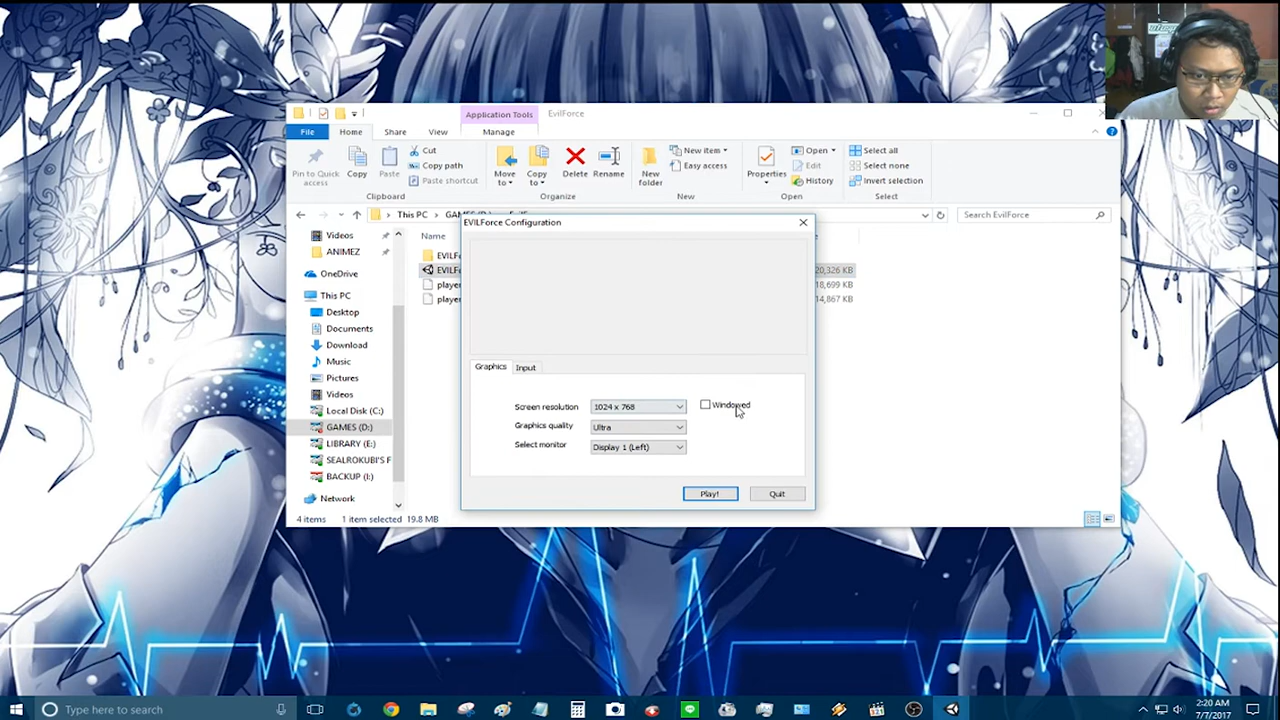 Application Tools
EvilForce
File
Home
Share
View
Manage
Pin to Quick access
Copy
Paste
Cut
Copy path
Paste shortcut
Clipboard
Move to
Copy to
Delete
Rename
Organize
New folder
New item
Easy access
New
Properties
Open
Edit
History
Open
Select all
Select none
Invert selection
Select
This PC
Search EvilForce
Videos
ANIMEZ
OneDrive
This PC
Desktop
Documents
Download
Music
Pictures
Videos
Local Disk (C:)
GAMES (D:)
LIBRARY (E:)
SEALROKUBI'S F
BACKUP (I:)
Network
Name
player
player
20,326 KB
18,699 KB
14,867 KB
EVILForce Configuration
Graphics
Input
Screen resolution
1024 x 768
Windowed
Graphics quality
Ultra
Select monitor
Display 1 (Left)
Play!
Quit
4 items
1 item selected 19.8 MB
Type here to search
2:20 AM
7/7/2017